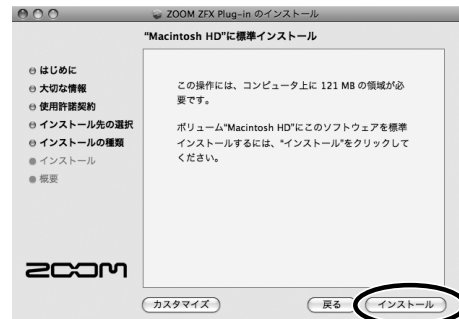 ZOOM ZFX Plug-in のインストール
"Macintosh HD"に標準インストール
はじめに
大切な情報
使用許諾契約
インストール先の選択
インストールの種類
インストール
概要
この操作には、コンピュータ上に 121 MB の領域が必
要です。
ボリューム"Macintosh HD"にこのソフトウェアを標準
インストールするには、"インストール"をクリックして
ください。
ZOOM
カスタマイズ
戻る
インストール